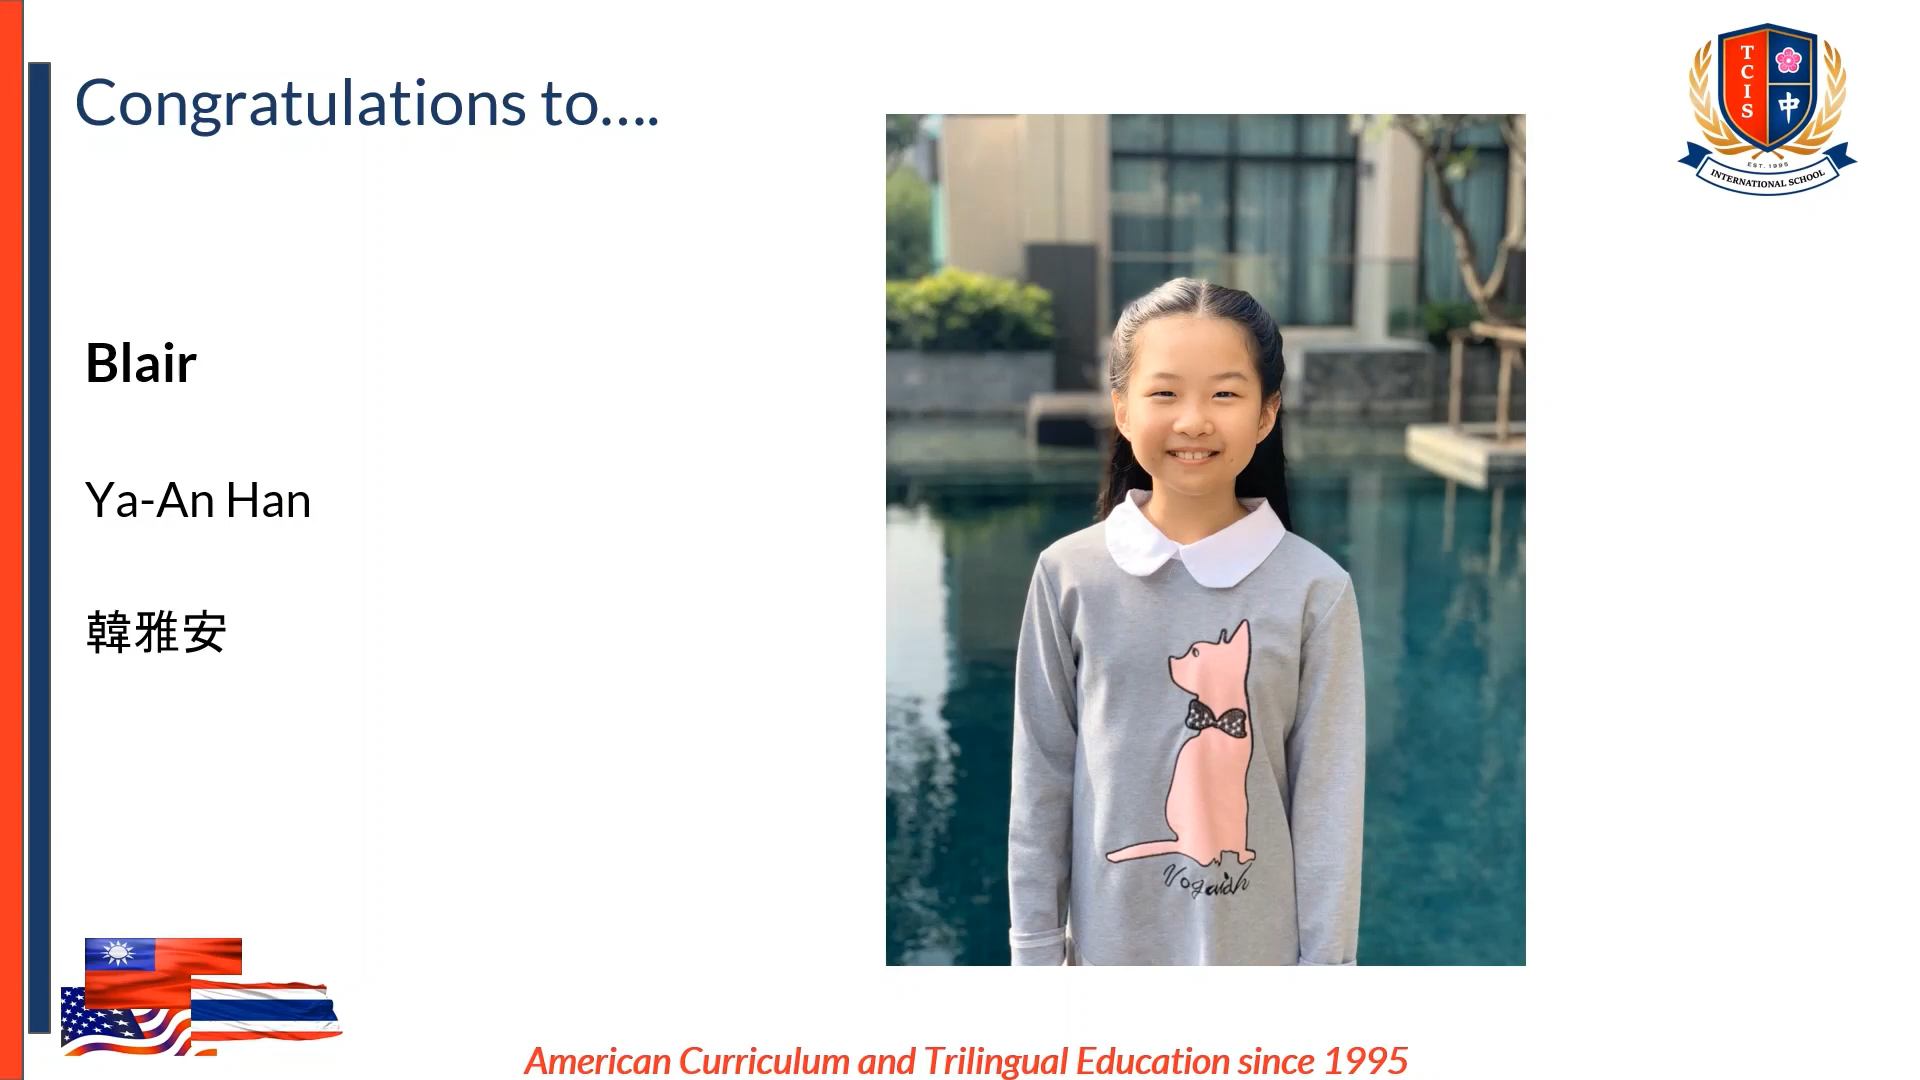 Congratulations to....
T
C
I
S
中
EST. 1995
INTERNATIONAL SCHOOL
Blair
Ya-An Han
韓雅安
American Curriculum and Trilingual Education since 1995